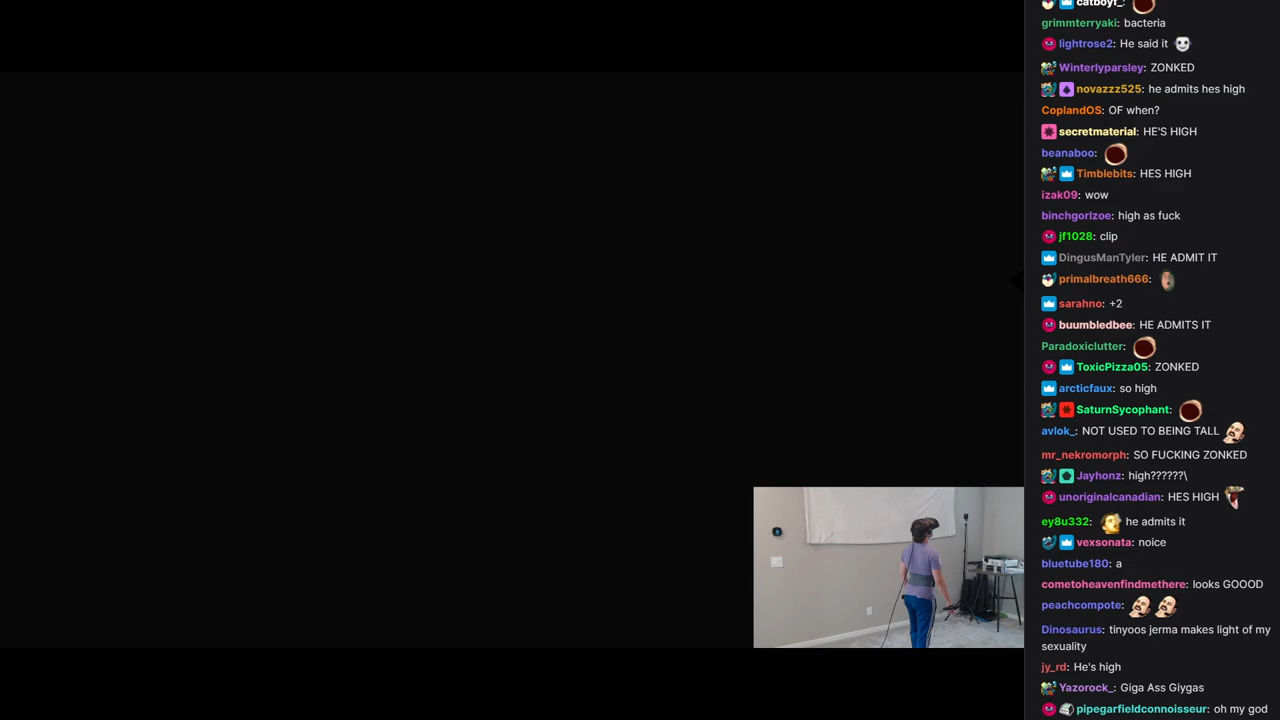 catboyf_:
grimmterryaki: bacteria
lightrose2: He said it
Winterlyparsley: ZONKED
novazzz525: he admits hes high
CoplandOS: OF when?
secretmaterial: HE'S HIGH
beanaboo:
Timblebits: HES HIGH
izak09: wow
binchgorlzoe: high as fuck
jf1028: clip
DingusManTyler: HE ADMIT IT
primalbreath666:
sarahno: +2
buumbledbee: HE ADMITS IT
Paradoxiclutter:
ToxicPizza05: ZONKED
arcticfaux: so high
SaturnSycophant:
avlok_: NOT USED TO BEING TALL
mr_nekromorph: SO FUCKING ZONKED
Jayhonz: high??????\
unoriginalcanadian: HES HIGH
ey8u332: he admits it
vexsonata: noice
bluetube180: a
cometoheavenfindmethere: looks GOOOD
peachcompote:
Dinosaurus: tinyoos jerma makes light of my
sexuality
jy_rd: He's high
Yazorock_: Giga Ass Giygas
pipegarfieldconnoisseur: oh my god